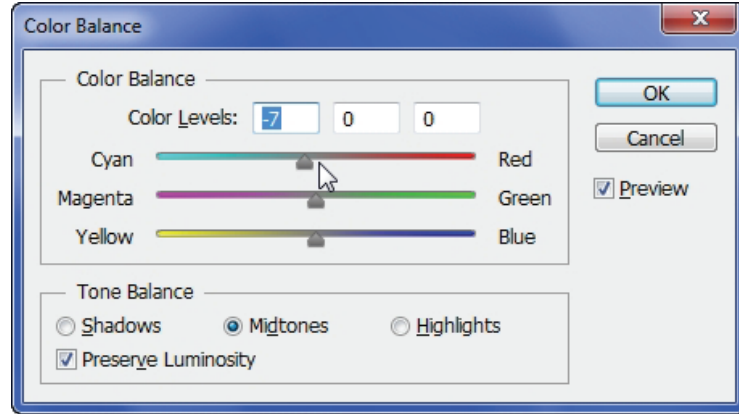 Color Balance
Color Balance
Color Levels: -7 0 0
Cyan Red
Magenta Green
Yellow Blue
OK
Cancel
Preview
Tone Balance
Shadows Midtones Highlights
Preserve Luminosity